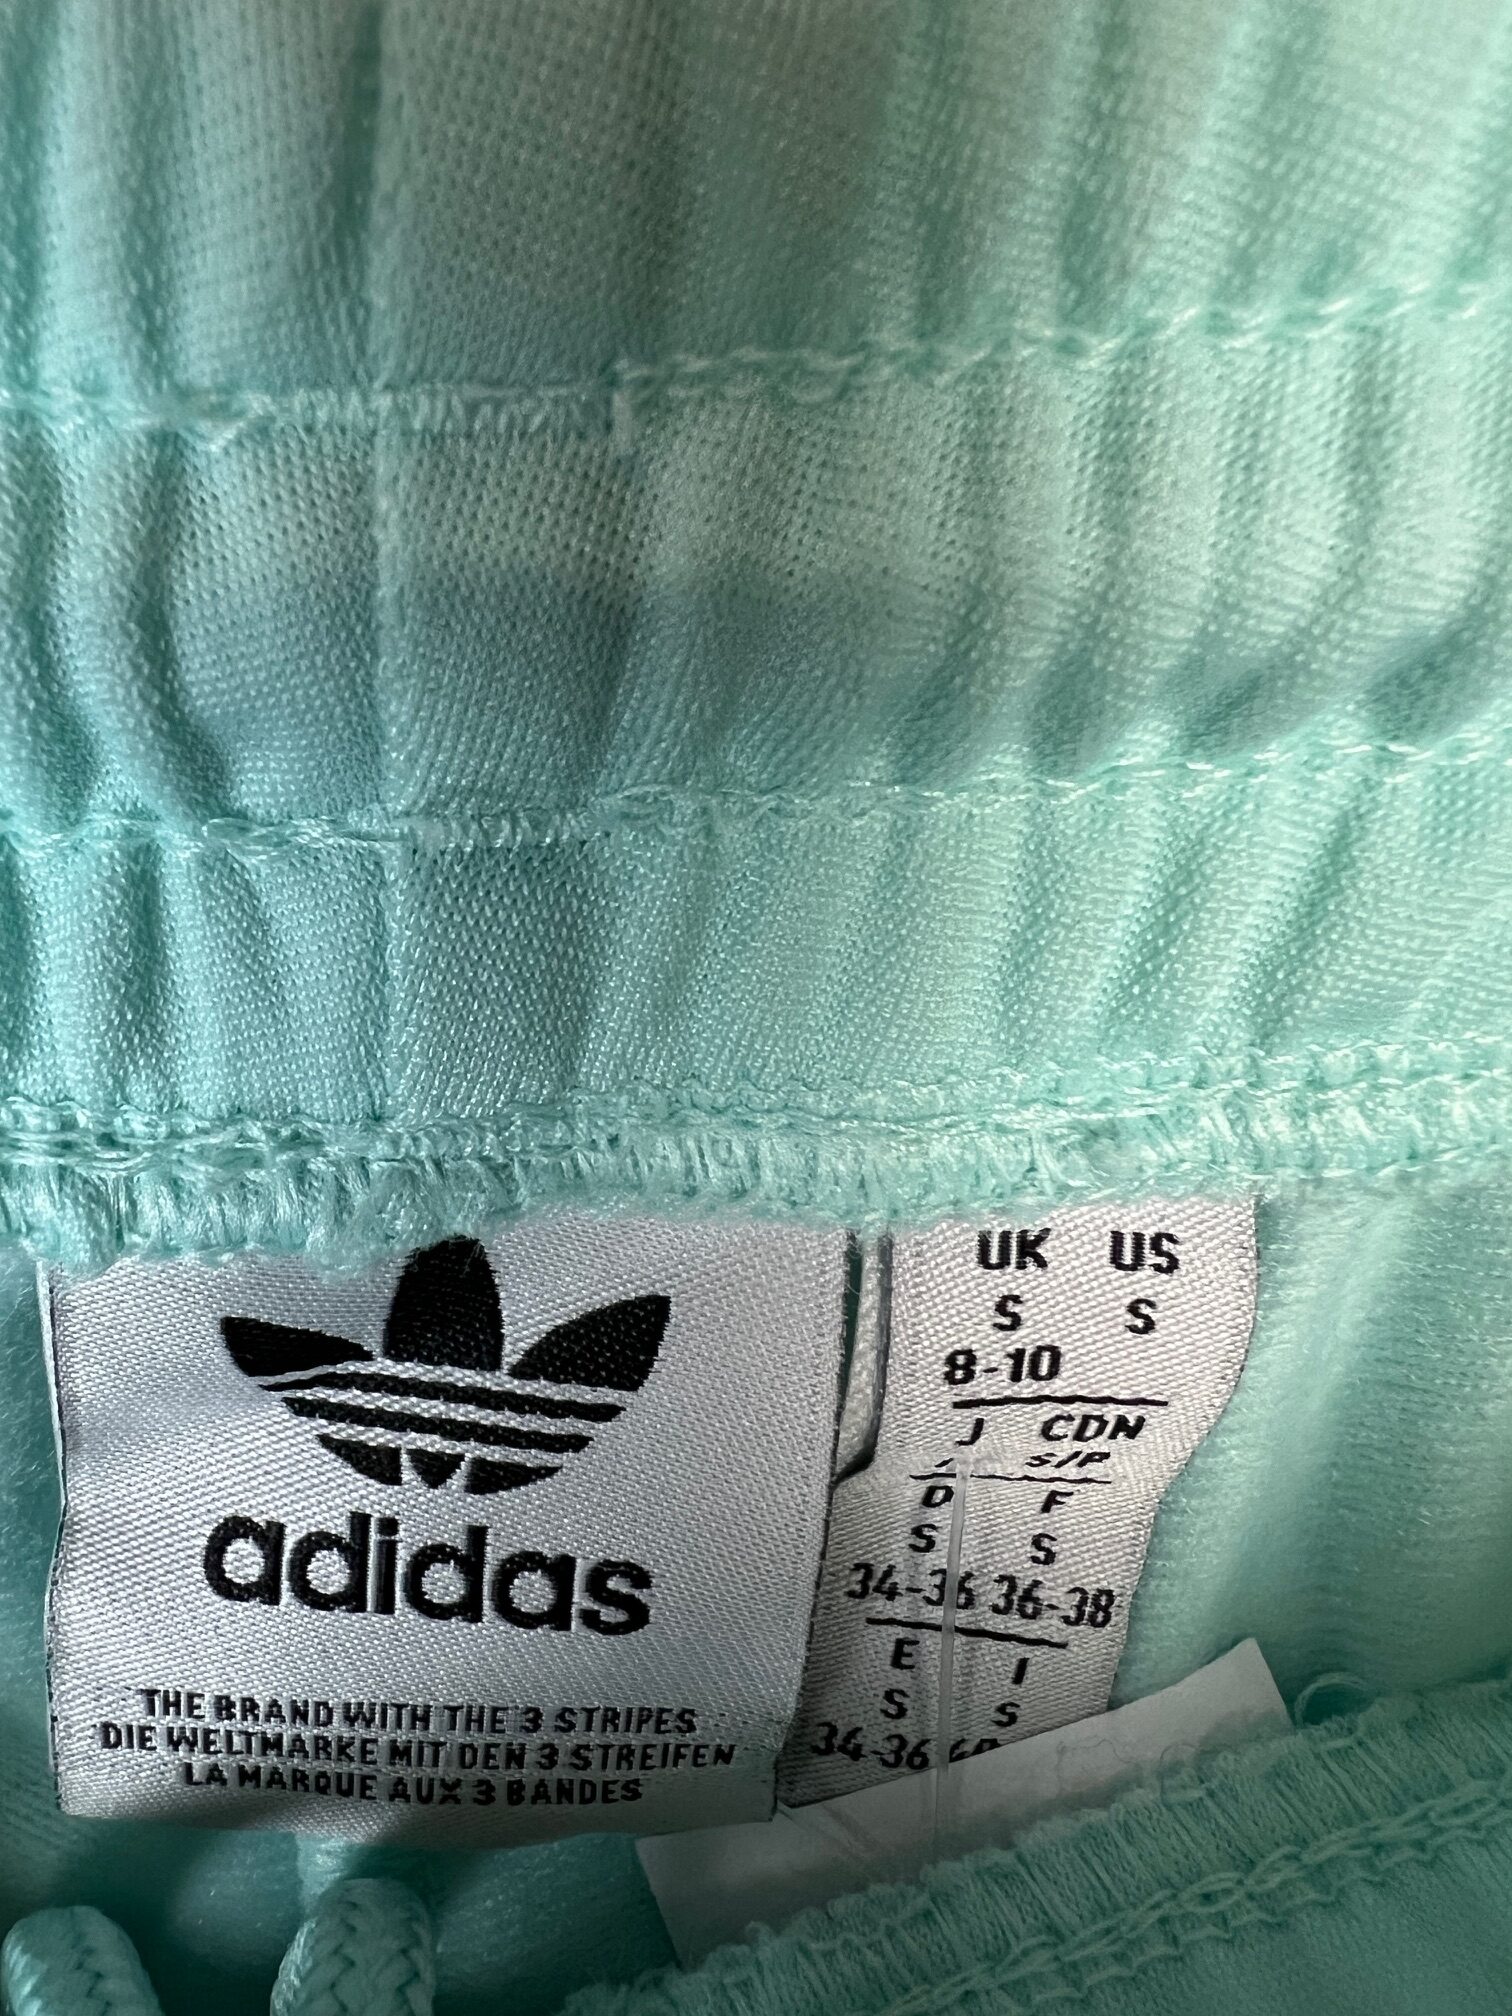 adidas
THE BRAND WITH THE 3 STRIPES
DIE WELTMARKE MIT DEN 3 STREIFEN
LA MARQUE AUX 3 BANDES
UK US
S S
8-10
J CDN
/ S/P
D F
S S
34-36 36-38
E I
S S
34-36